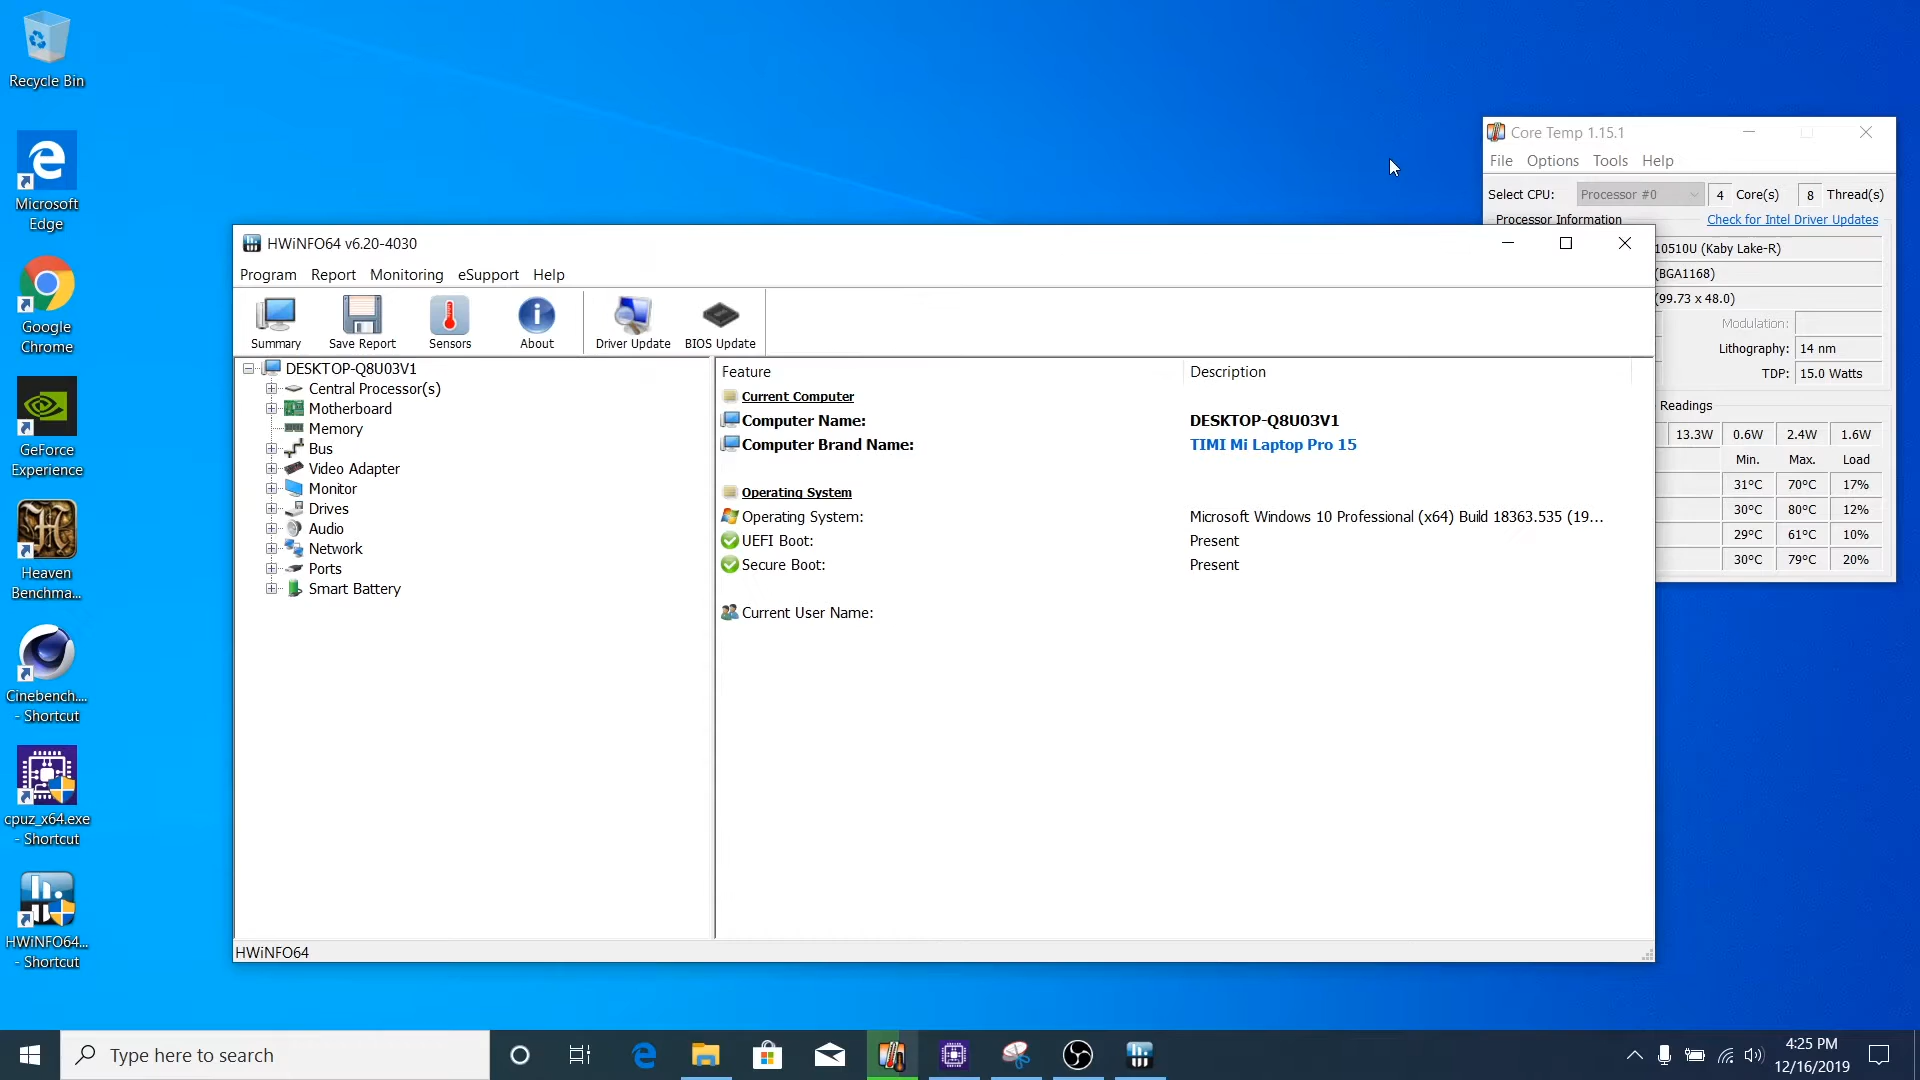 Recycle Bin
Microsoft
Edge
Google
Chrome
GeForce
Experience
Heaven
Benchma...
Cinebench....
- Shortcut
cpuz_x64.exe
- Shortcut
HWiNFO64...
- Shortcut
Core Temp 1.15.1
File Options Tools Help
Select CPU: Processor #0 4 Core(s) 8 Thread(s)
Processor Information Check for Intel Driver Updates
10510U (Kaby Lake-R)
(BGA1168)
(99.73 x 48.0)
Modulation:
Lithography: 14 nm
TDP: 15.0 Watts
Readings
13.3W 0.6W 2.4W 1.6W
Min. Max. Load
31°C 70°C 17%
30°C 80°C 12%
29°C 61°C 10%
30°C 79°C 20%
HWiNFO64 v6.20-4030
Program Report Monitoring eSupport Help
Summary Save Report Sensors About Driver Update BIOS Update
DESKTOP-Q8U03V1
Central Processor(s)
Motherboard
Memory
Bus
Video Adapter
Monitor
Drives
Audio
Network
Ports
Smart Battery
Feature Description
Current Computer
Computer Name: DESKTOP-Q8U03V1
Computer Brand Name: TIMI Mi Laptop Pro 15
Operating System
Operating System: Microsoft Windows 10 Professional (x64) Build 18363.535 (19...
UEFI Boot: Present
Secure Boot: Present
Current User Name:
HWiNFO64
Type here to search
4:25 PM
12/16/2019